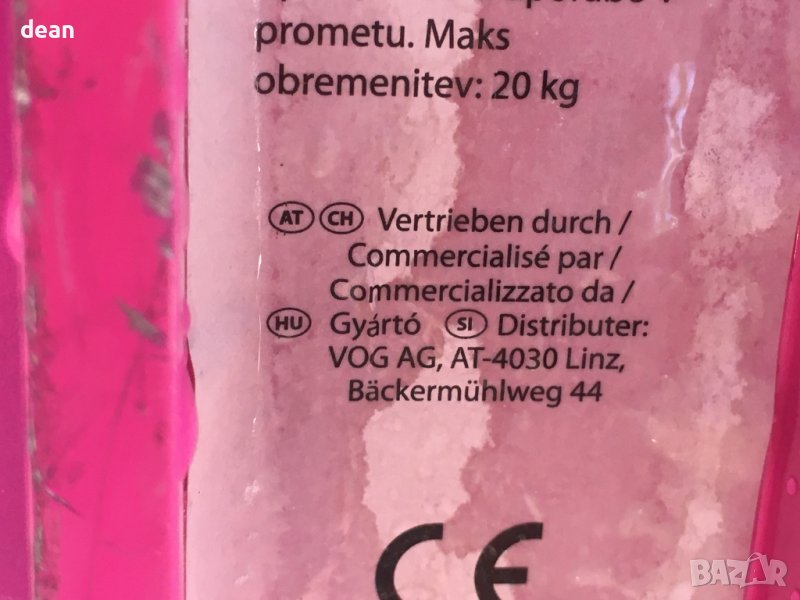 dean
prometu. Maks
obremenitev: 20 kg
AT CH Vertrieben durch /
Commercialisé par /
Commercializzato da /
HU Gyártó SI Distributer:
VOG AG, AT-4030 Linz,
Bäckermühlweg 44
CE
BAZAR